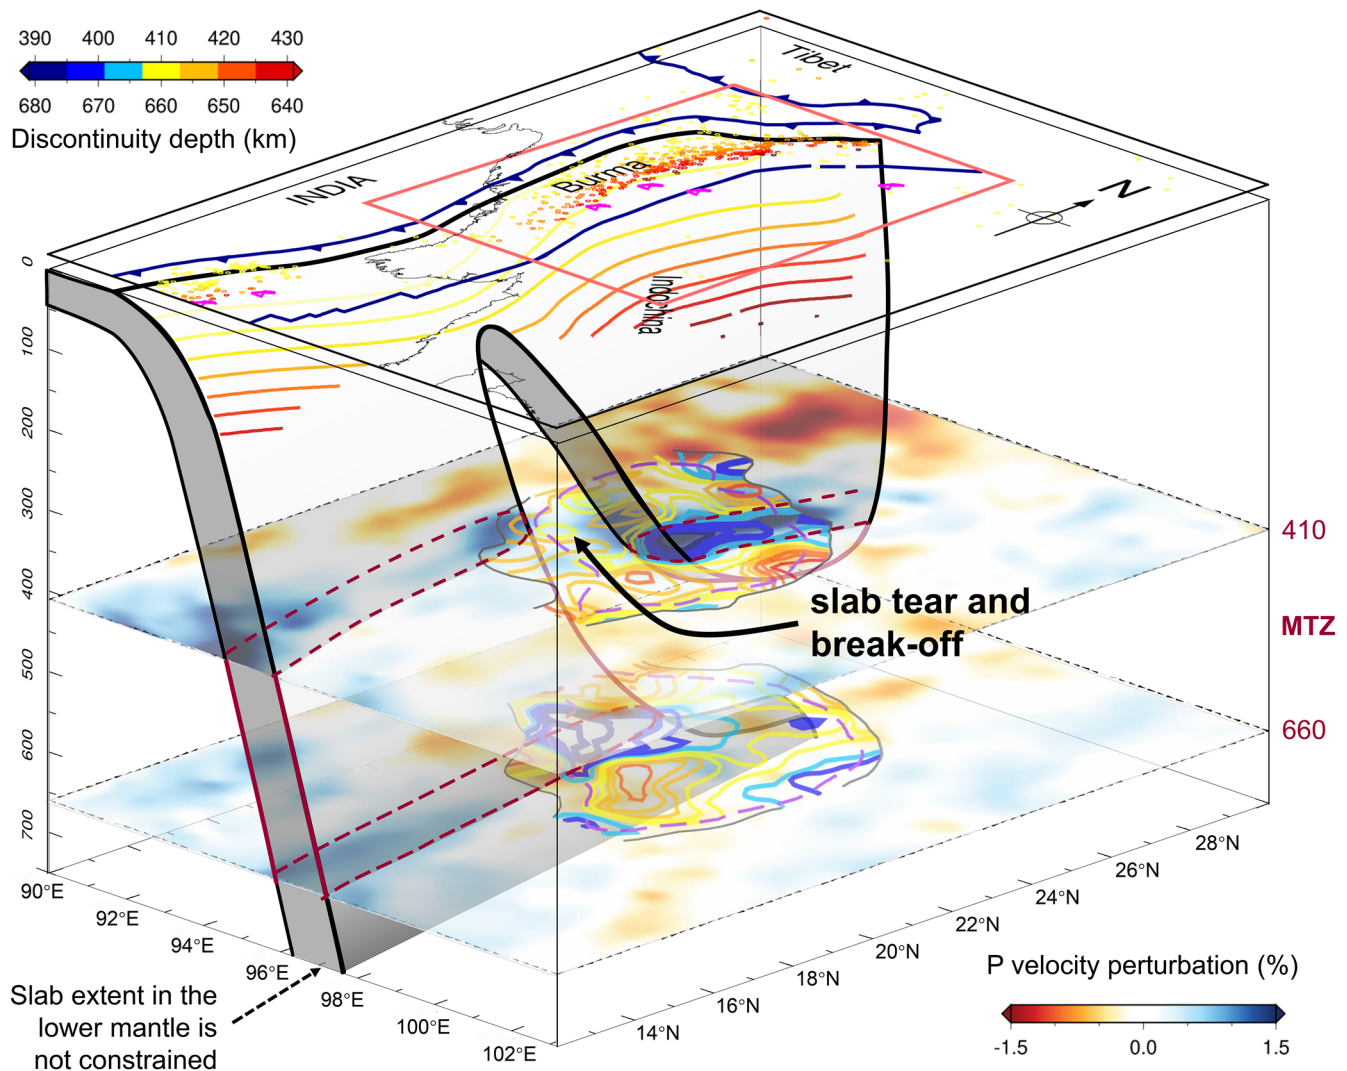 390 400 410 420 430
680 670 660 650 640
Discontinuity depth (km)
Tibet
INDIA
Burma
N
Indochina
0
100
200
300
400
500
600
700
410
MTZ
660
slab tear and
break-off
90°E
92°E
94°E
96°E
98°E
100°E
102°E
14°N
16°N
18°N
20°N
22°N
24°N
26°N
28°N
Slab extent in the
lower mantle is
not constrained
P velocity perturbation (%)
-1.5 0.0 1.5